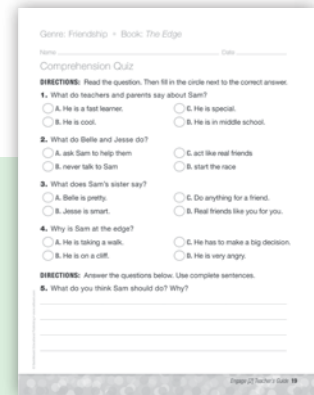 Genre: Friendship • Book: The Edge
Name Date
Comprehension Quiz
DIRECTIONS: Read the question. Then fill in the circle next to the correct answer.
1. What do teachers and parents say about Sam?
A. He is a fast learner. C. He is special.
B. He is cool. D. He is in middle school.
2. What do Belle and Jesse do?
A. ask Sam to help them C. act like real friends
B. never talk to Sam D. start the race
3. What does Sam's sister say?
A. Belle is pretty. C. Do anything for a friend.
B. Jesse is smart. D. Real friends like you for you.
4. Why is Sam at the edge?
A. He is taking a walk. C. He has to make a big decision.
B. He is on a cliff. D. He is very angry.
DIRECTIONS: Answer the questions below. Use complete sentences.
5. What do you think Sam should do? Why?
Teacher's Guide